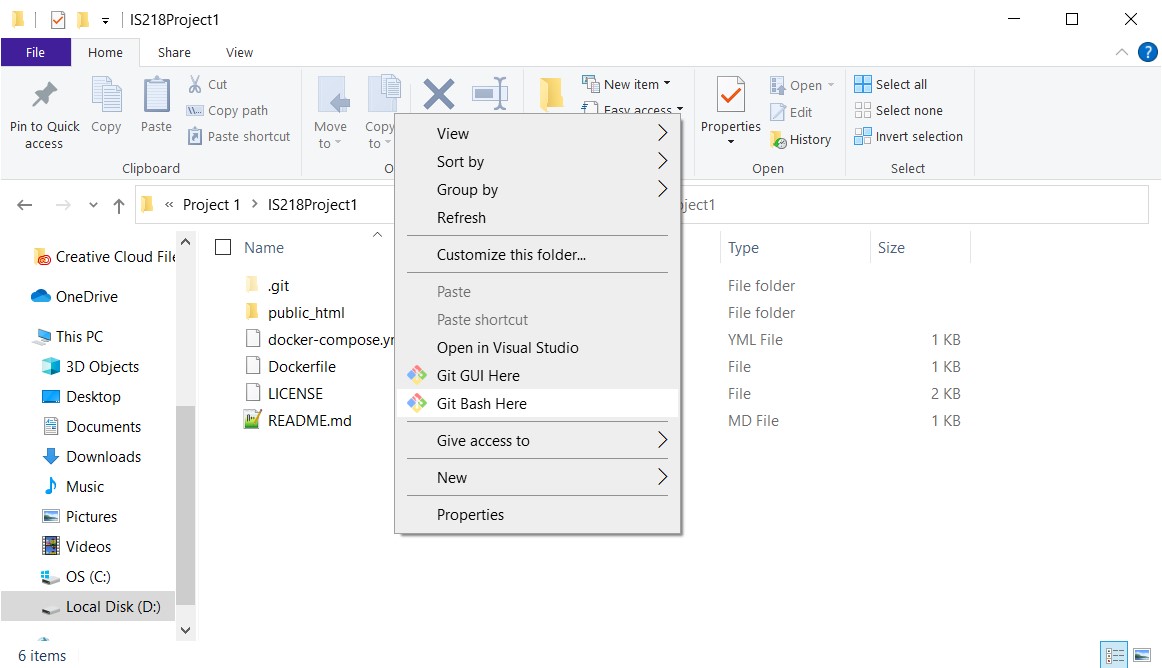 IS218Project1
File Home Share View
Pin to Quick access
Copy
Paste
Cut
Copy path
Paste shortcut
Clipboard
Move to
Copy to
New item
Easy access
Properties
Open
Edit
History
Open
Select all
Select none
Invert selection
Select
« Project 1 > IS218Project1
Creative Cloud File
OneDrive
This PC
3D Objects
Desktop
Documents
Downloads
Music
Pictures
Videos
OS (C:)
Local Disk (D:)
Name Type Size
.git File folder
public_html File folder
docker-compose.y YML File 1 KB
Dockerfile File 1 KB
LICENSE File 2 KB
README.md MD File 1 KB
View
Sort by
Group by
Refresh
Customize this folder...
Paste
Paste shortcut
Open in Visual Studio
Git GUI Here
Git Bash Here
Give access to
New
Properties
6 items